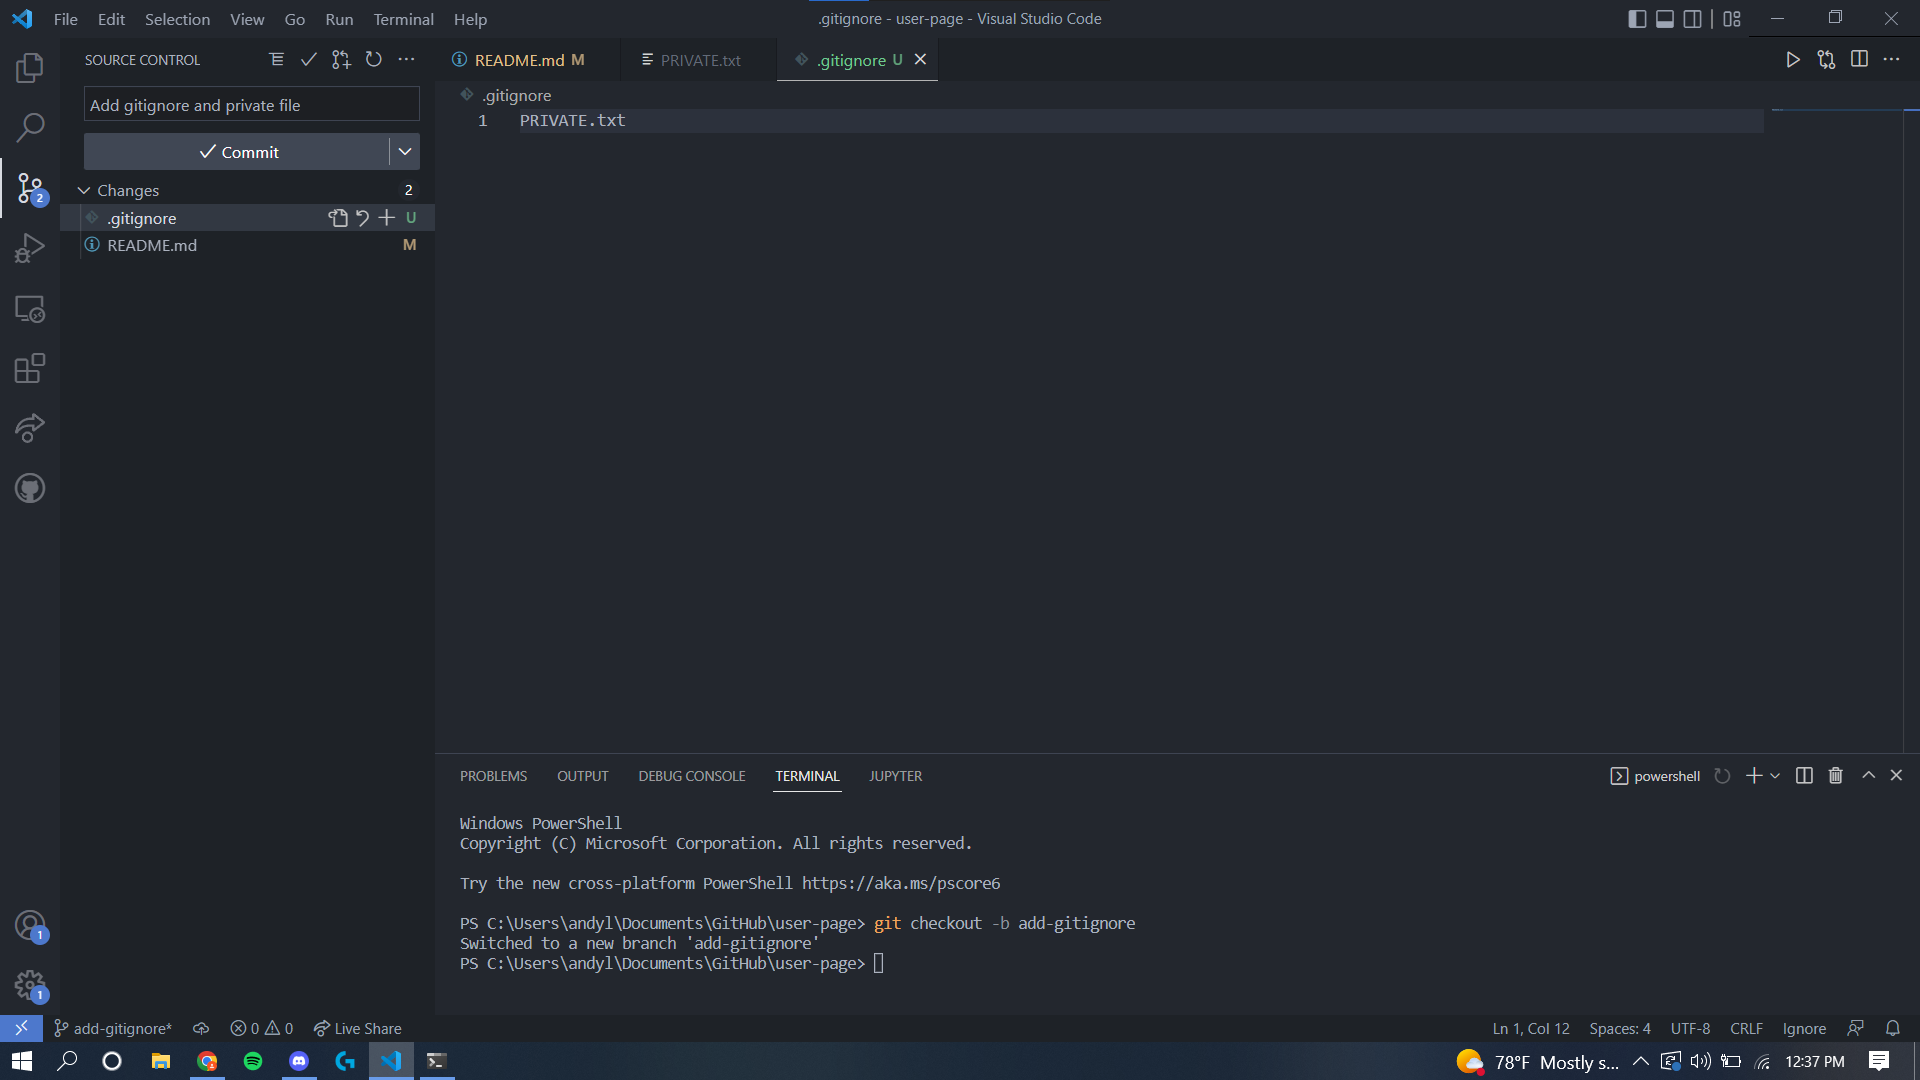 File Edit Selection View Go Run Terminal Help
.gitignore - user-page - Visual Studio Code
SOURCE CONTROL
README.md M
PRIVATE.txt
.gitignore U
Add gitignore and private file
.gitignore
1 PRIVATE.txt
Commit
Changes 2
.gitignore U
README.md M
2
PROBLEMS OUTPUT DEBUG CONSOLE TERMINAL JUPYTER
powershell
Windows PowerShell
Copyright (C) Microsoft Corporation. All rights reserved.
Try the new cross-platform PowerShell https://aka.ms/pscore6
PS C:\Users\andyl\Documents\GitHub\user-page> git checkout -b add-gitignore
Switched to a new branch 'add-gitignore'
PS C:\Users\andyl\Documents\GitHub\user-page>
1
1
add-gitignore* 0 0 Live Share
Ln 1, Col 12 Spaces: 4 UTF-8 CRLF Ignore
78°F Mostly s... 12:37 PM